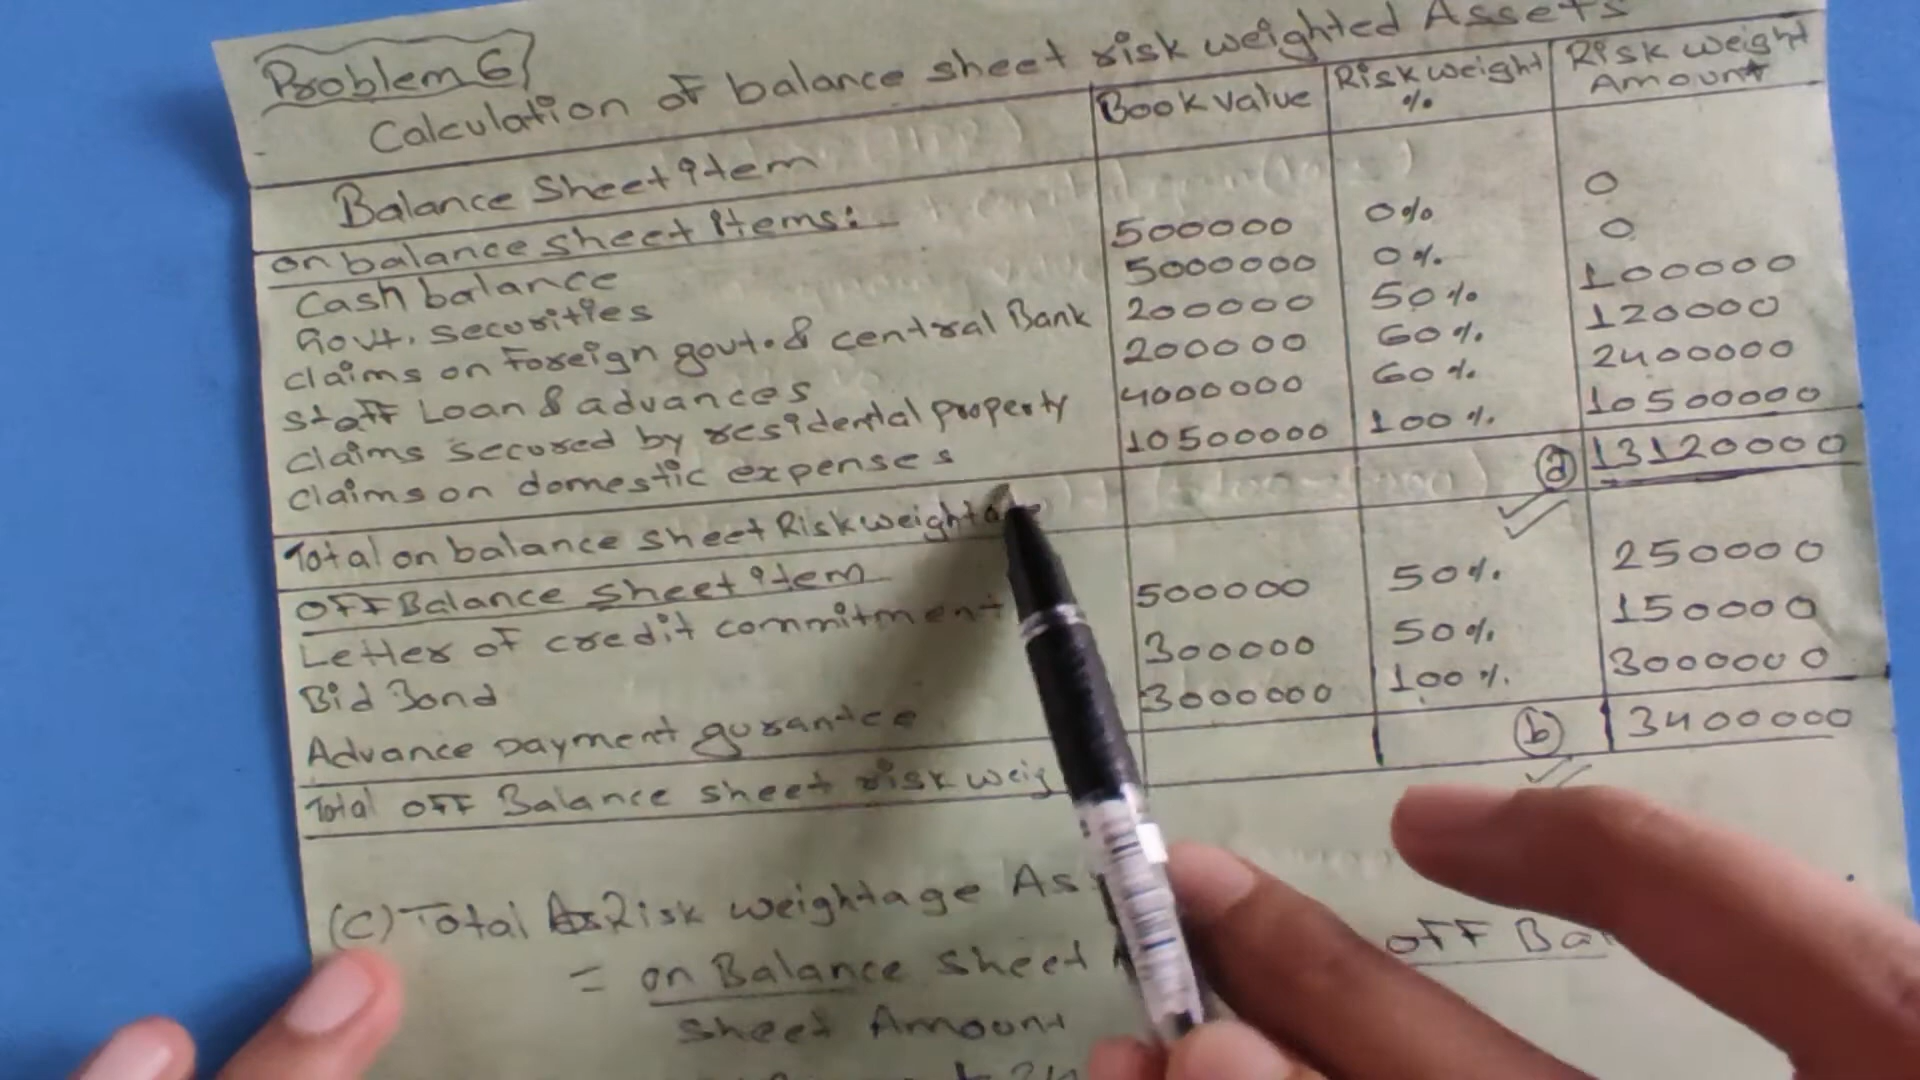 Problem 6
Calculation of balance sheet risk weighted Assets
Balance Sheet item Book value Risk weight % Risk weight Amount
on balance sheet Items:
Cash balance 500000 0% 0
Govt. securities 5000000 0% 0
claims on Foreign govt. & central Bank 200000 50% 100000
staff Loan & advances 200000 60% 120000
claims secured by residental property 4000000 60% 2400000
claims on domestic expenses 10500000 100% 10500000
Total on balance sheet Risk weightage (a) 13120000
OFF Balance sheet item
Letter of credit commitment 500000 50% 250000
Bid Bond 300000 50% 150000
Advance payment gurantee 3000000 100% 3000000
Total OFF Balance sheet risk weig (b) 3400000
(c) Total Risk weightage As
= on Balance sheet OFF Ba
sheet Amount